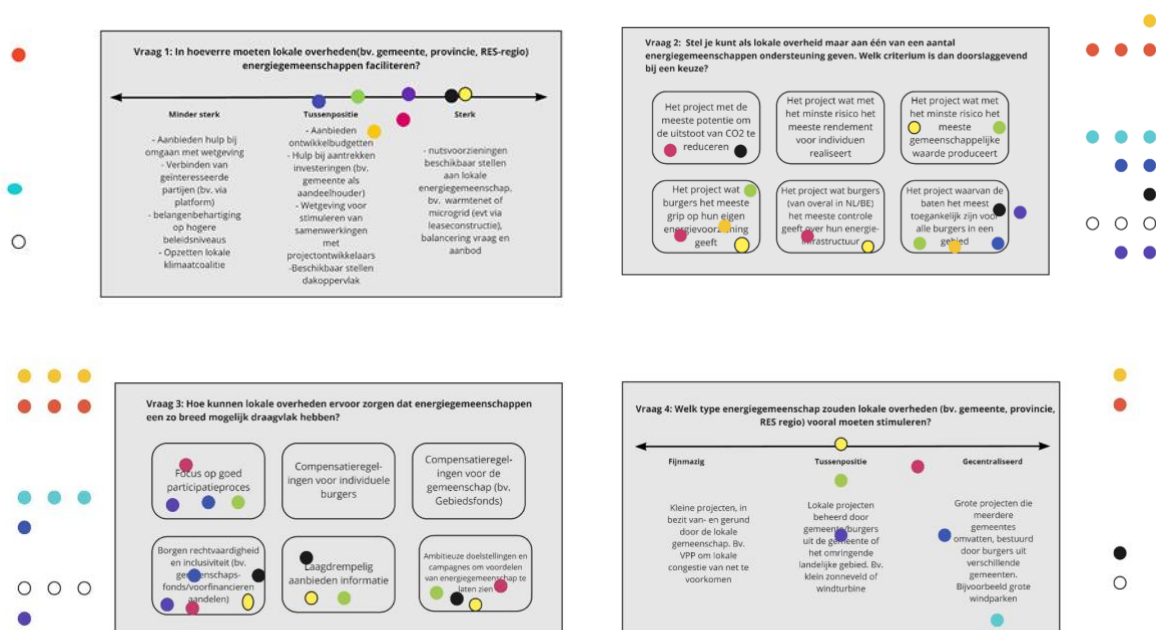 Vraag 1: In hoeverre moeten lokale overheden(bv. gemeente, provincie, RES-regio)
energiegemeenschappen faciliteren?
Minder sterk
- Aanbieden hulp bij
omgaan met wetgeving
- Verbinden van
geïnteresseerde
partijen (bv. via
platform)
- belangenbehartiging
op hogere
beleidsniveaus
- Opzetten lokale
klimaatcoalitie
Tussenpositie
- Aanbieden
ontwikkelbudgetten
- Hulp bij aantrekken
investeringen (bv.
gemeente als
aandeelhouder)
- Wetgeving voor
stimuleren van
samenwerkingen
met
projectontwikkelaars
-Beschikbaar stellen
dakoppervlak
Sterk
- nutsvoorzieningen
beschikbaar stellen
aan lokale
energiegemeenschap,
bv. warmtenet of
microgrid (evt via
leaseconstructie),
balancering vraag en
aanbod
Vraag 2: Stel je kunt als lokale overheid maar aan één van een aantal
energiegemeenschappen ondersteuning geven. Welk criterium is dan doorslaggevend
bij een keuze?
Het project met de
meeste potentie om
de uitstoot van CO2 te
reduceren
Het project wat met
het minste risico het
meeste rendement
voor individuen
realiseert
Het project wat met
het minste risico het
meeste
gemeenschappelijke
waarde produceert
Het project wat
burgers het meeste
grip op hun eigen
energievoorziening
geeft
Het project wat burgers
(van overal in NL/BE)
het meeste controle
geeft over hun energie-
infrastructuur
Het project waarvan de
baten het meest
toegankelijk zijn voor
alle burgers in een
gebied
Vraag 3: Hoe kunnen lokale overheden ervoor zorgen dat energiegemeenschappen
een zo breed mogelijk draagvlak hebben?
Focus op goed
participatieproces
Compensatieregel-
ingen voor individuele
burgers
Compensatieregel-
ingen voor de
gemeenschap (bv.
Gebiedsfonds)
Borgen rechtvaardigheid
en inclusiviteit (bv.
gemeenschaps-
fonds/voorfinancieren
aandelen)
Laagdrempelig
aanbieden informatie
Ambitieuze doelstellingen en
campagnes om voordelen
van energiegemeenschap te
laten zien
Vraag 4: Welk type energiegemeenschap zouden lokale overheden (bv. gemeente, provincie,
RES regio) vooral moeten stimuleren?
Fijnmazig
Kleine projecten, in
bezit van- en gerund
door de lokale
gemeenschap. Bv.
VPP om lokale
congestie van net te
voorkomen
Tussenpositie
Lokale projecten
beheerd door
gemeente/burgers
uit de gemeente of
het omringende
landelijke gebied. Bv.
klein zonneveld of
windturbine
Gecentraliseerd
Grote projecten die
meerdere
gemeentes
omvatten, bestuurd
door burgers uit
verschillende
gemeenten.
Bijvoorbeeld grote
windparken